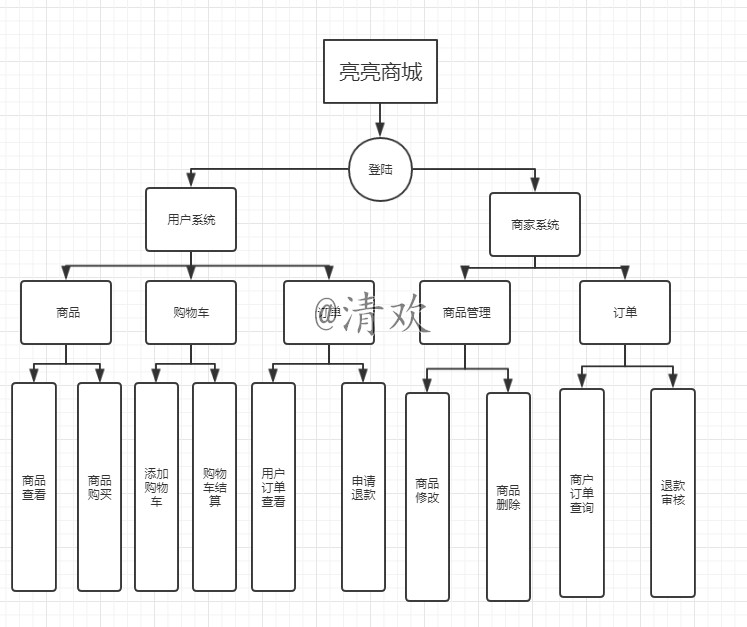 亮亮商城
登陆
用户系统
商家系统
商品
购物车
订单
@清欢
商品管理
订单
商品
查看
商品
购买
添加
购物
车
购物
车结
算
用户
订单
查看
申请
退款
商品
修改
商品
删除
商户
订单
查询
退款
审核